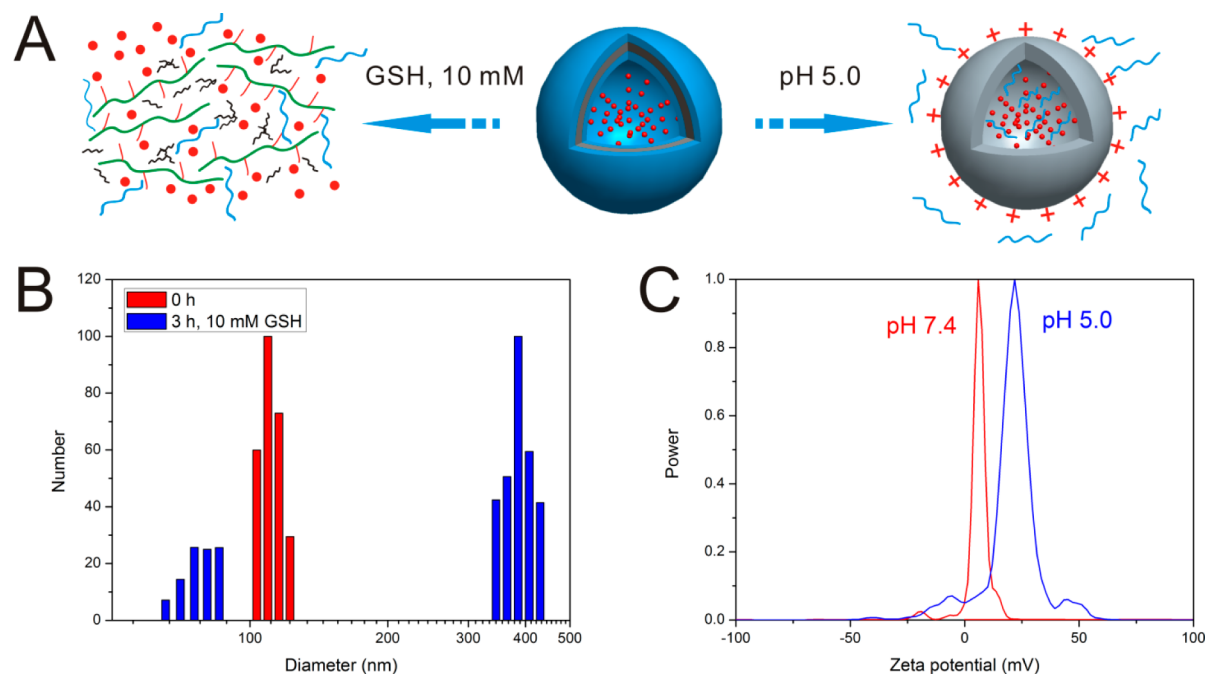 A
GSH, 10 mM
pH 5.0
B
120
100
80
60
40
20
0
Number
0 h
3 h, 10 mM GSH
100
200
300
400
500
Diameter (nm)
C
1.0
0.8
0.6
0.4
0.2
0.0
Power
pH 7.4
pH 5.0
-100
-50
0
50
100
Zeta potential (mV)